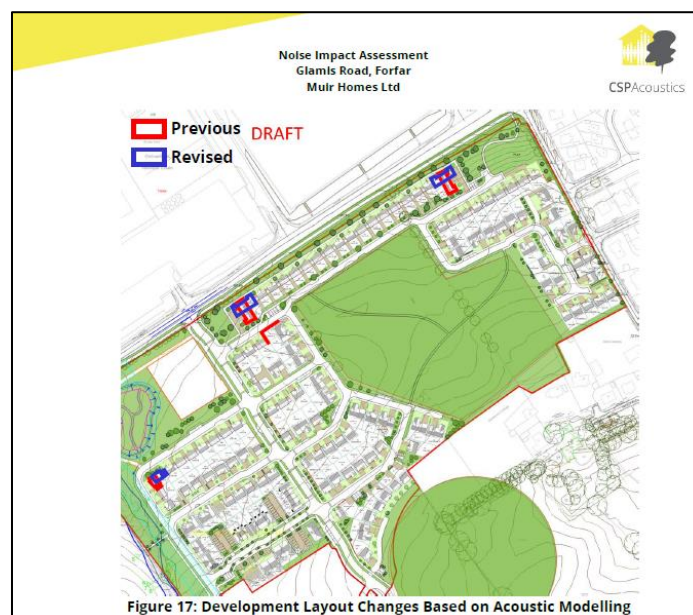 Noise Impact Assessment
Glamis Road, Forfar
Muir Homes Ltd
CSPAcoustics
Previous DRAFT
Revised
Figure 17: Development Layout Changes Based on Acoustic Modelling